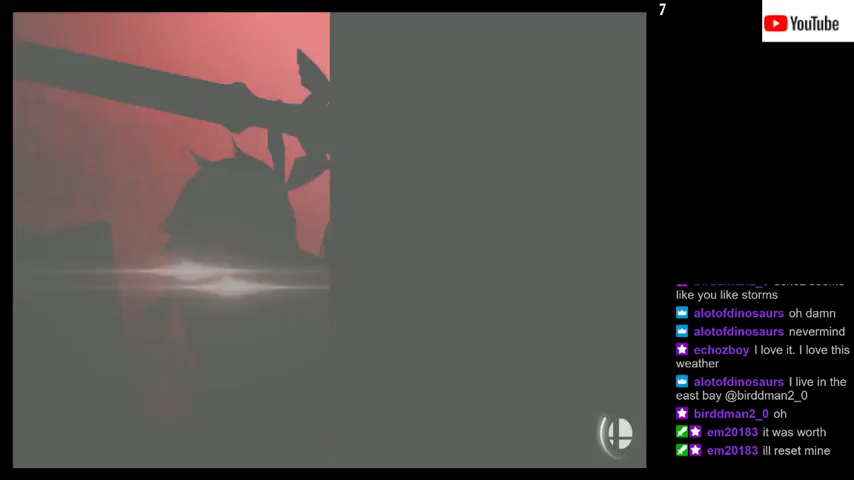 7
YouTube
like you like storms
alotofdinosaurs oh damn
alotofdinosaurs nevermind
echozboy I love it. I love this
weather
alotofdinosaurs I live in the
east bay @birddman2_0
birddman2_0 oh
em20183 it was worth
em20183 ill reset mine